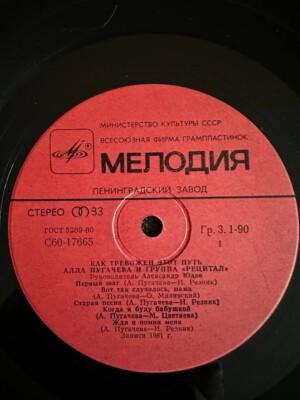 МИНИСТЕРСТВО КУЛЬТУРЫ СССР
ВСЕСОЮЗНАЯ ФИРМА ГРАМПЛАСТИНОК
МЕЛОДИЯ
ЛЕНИНГРАДСКИЙ ЗАВОД
СТЕРЕО 33
ГОСТ 5289-80
С60-17665
Гр. 3. 1-90
1
КАК ТРЕВОЖЕН ЭТОТ ПУТЬ
АЛЛА ПУГАЧЕВА И ГРУППА «РЕЦИТАЛ»
Руководитель Александр Юдов
Первый шаг (А. Пугачева—И. Резник)
Вот так случилось, мама
(А. Пугачева—О. Милявский)
Старая песня (А. Пугачева—И. Резник)
Когда я буду бабушкой
(А. Пугачева—М. Цветаева)
Жди и помни меня
(А. Пугачева—И. Резник)
Запись 1981 г.